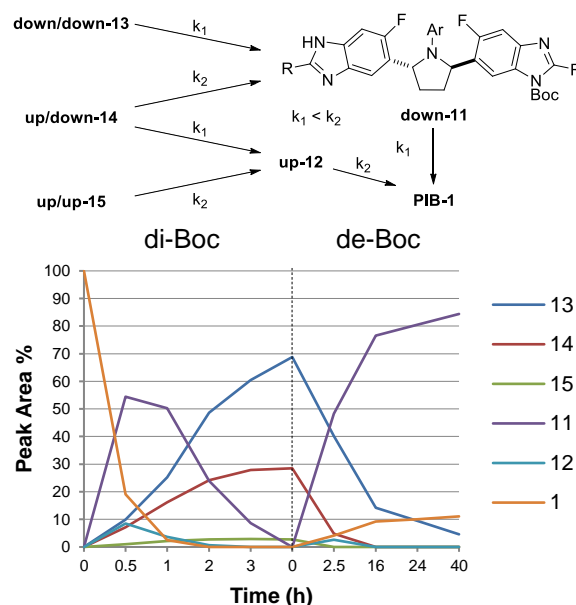 down/down-13
k1
k2
up/down-14
k1
k2
up/up-15
k1 < k2
up-12
k2
down-11
k1
PIB-1
HN
N
R
F
Ar
N
F
N
R
N
Boc
di-Boc
de-Boc
Peak Area %
100
90
80
70
60
50
40
30
20
10
0
0 0.5 1 2 3 0 2.5 16 24 40
Time (h)
13
14
15
11
12
1